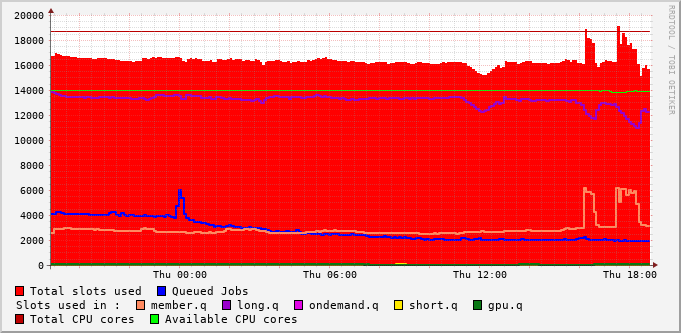 20000
18000
16000
14000
12000
10000
8000
6000
4000
2000
0
Thu 00:00 Thu 06:00 Thu 12:00 Thu 18:00
Total slots used Queued Jobs
Slots used in : member.q long.q ondemand.q short.q gpu.q
Total CPU cores Available CPU cores
RRDTOOL / TOBI OETIKER